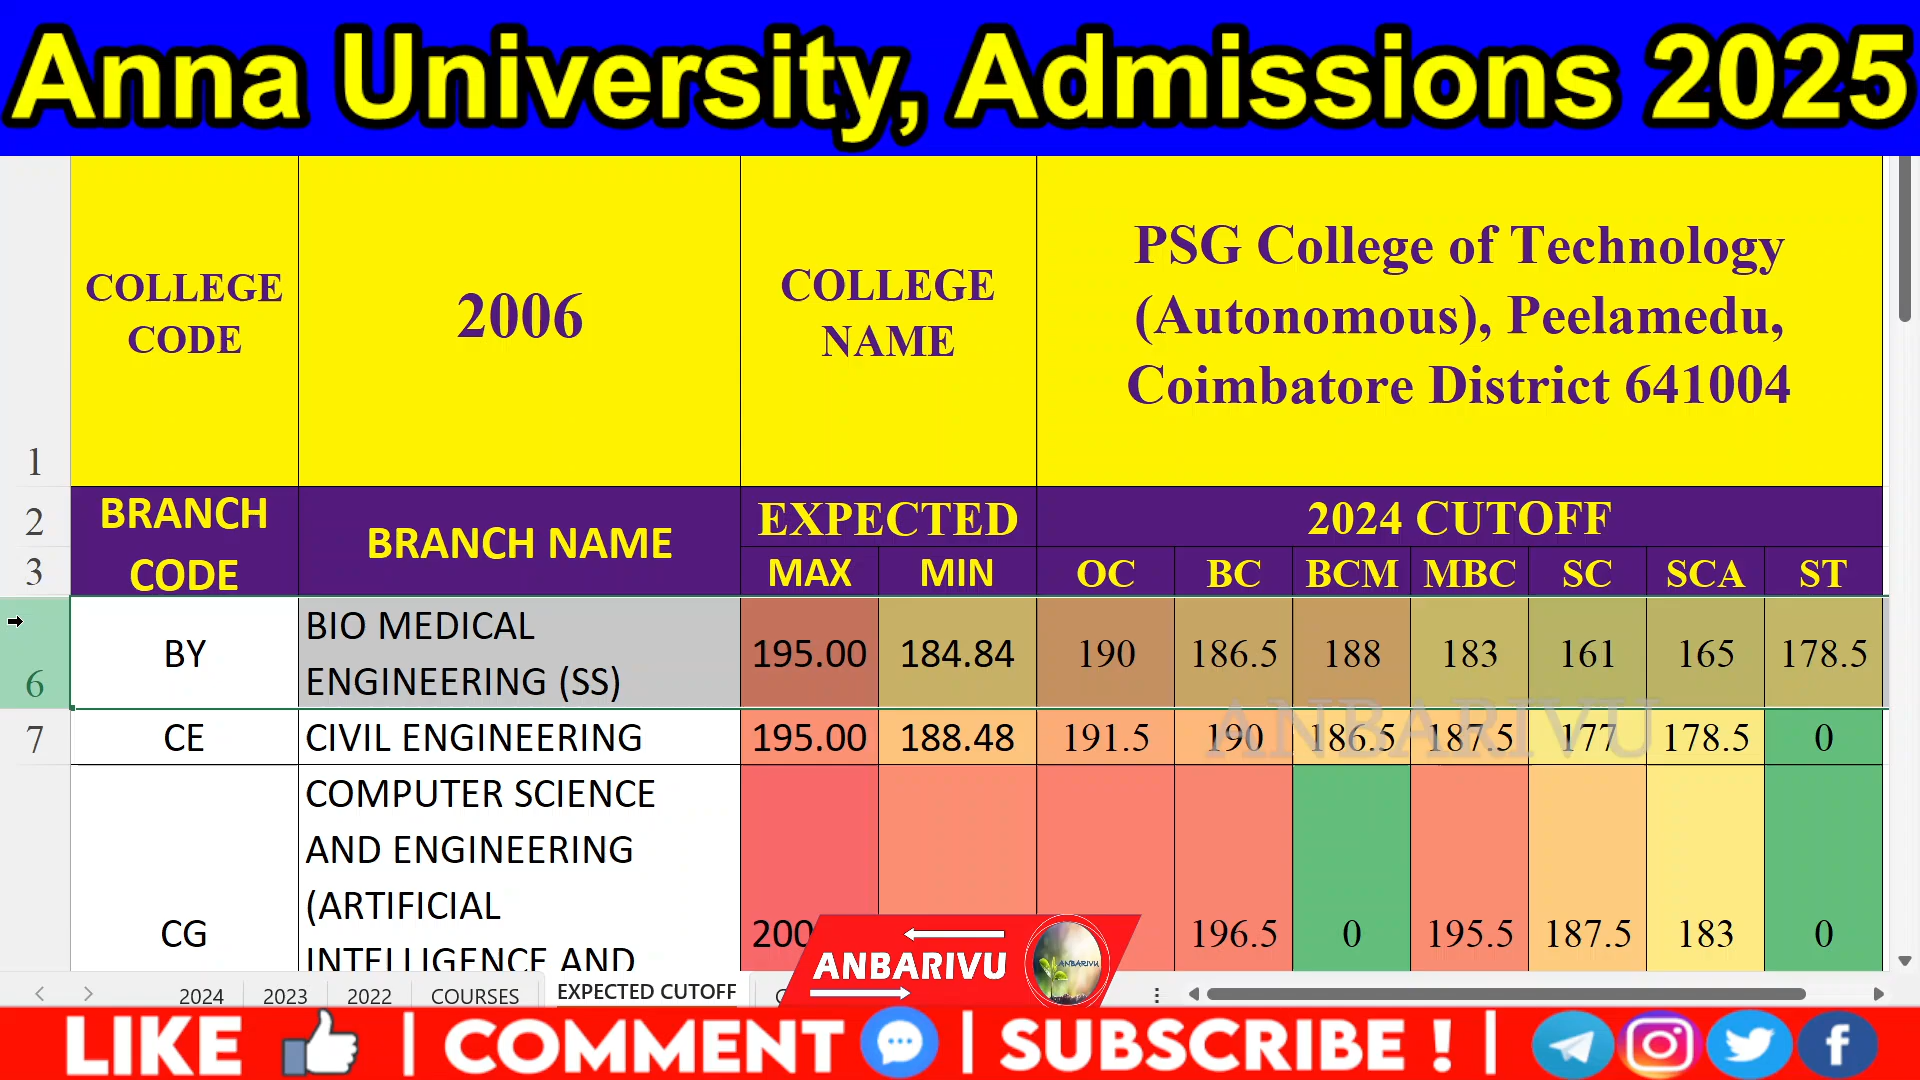 Anna University, Admissions 2025
COLLEGE CODE 2006 COLLEGE NAME PSG College of Technology (Autonomous), Peelamedu, Coimbatore District 641004
1
2 BRANCH CODE BRANCH NAME EXPECTED 2024 CUTOFF
3 MAX MIN OC BC BCM MBC SC SCA ST
6 BY BIO MEDICAL ENGINEERING (SS) 195.00 184.84 190 186.5 188 183 161 165 178.5
ANBARIVU
7 CE CIVIL ENGINEERING 195.00 188.48 191.5 190 186.5 187.5 177 178.5 0
CG COMPUTER SCIENCE AND ENGINEERING (ARTIFICIAL INTELLIGENCE AND 200 196.5 0 195.5 187.5 183 0
ANBARIVU ANBARIVU
2024 2023 2022 COURSES EXPECTED CUTOFF
LIKE | COMMENT | SUBSCRIBE ! |